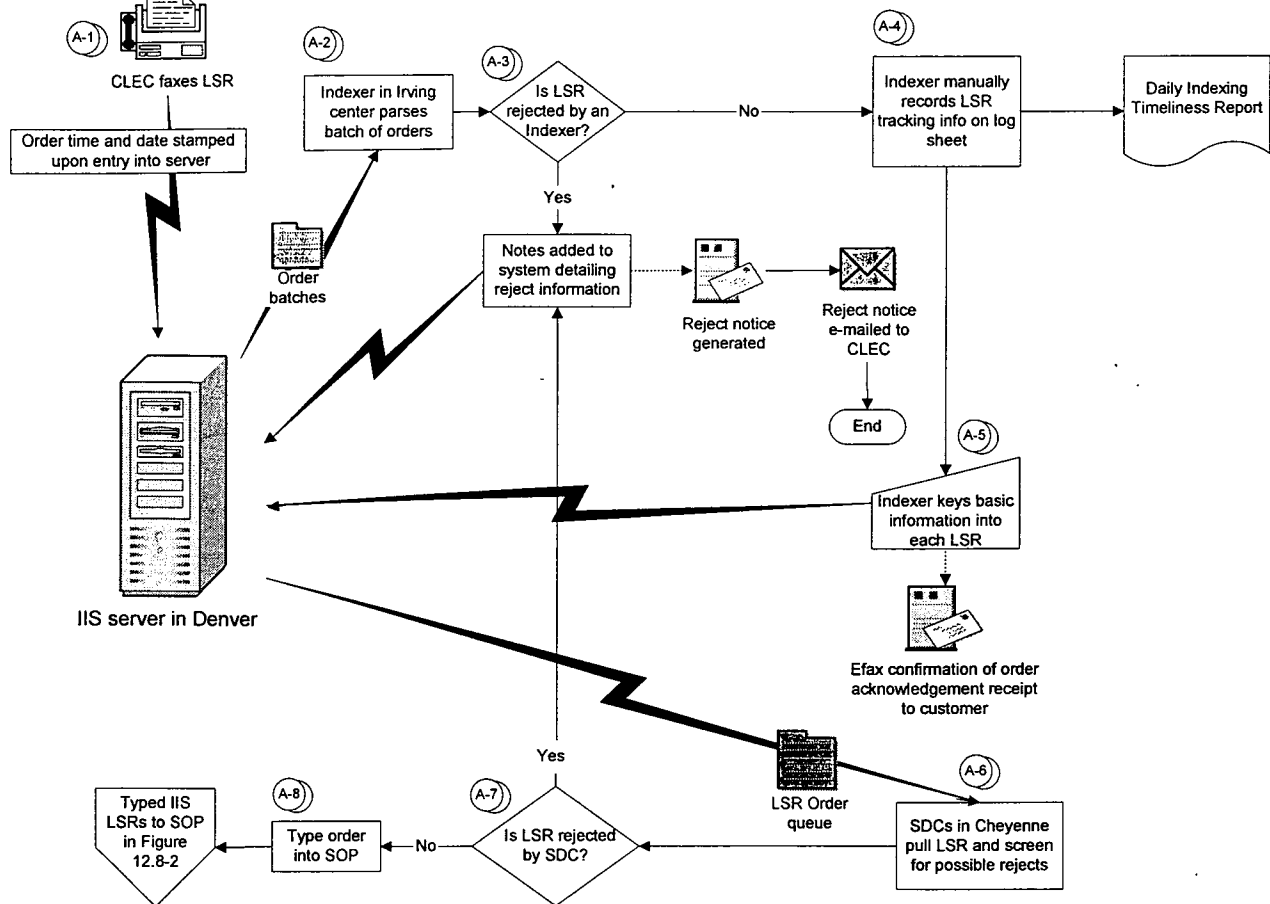 A-1
CLEC faxes LSR
Order time and date stamped
upon entry into server
A-2
Indexer in Irving
center parses
batch of orders
A-3
Is LSR
rejected by an
Indexer?
No
A-4
Indexer manually
records LSR
tracking info on log
sheet
Daily Indexing
Timeliness Report
Yes
Order
batches
Notes added to
system detailing
reject information
Reject notice
generated
Reject notice
e-mailed to
CLEC
End
A-5
Indexer keys basic
information into
each LSR
IIS server in Denver
Efax confirmation of order
acknowledgement receipt
to customer
LSR Order
queue
A-6
SDCs in Cheyenne
pull LSR and screen
for possible rejects
Yes
A-7
Is LSR rejected
by SDC?
No
A-8
Type order
into SOP
Typed IIS
LSRs to SOP
in Figure
12.8-2